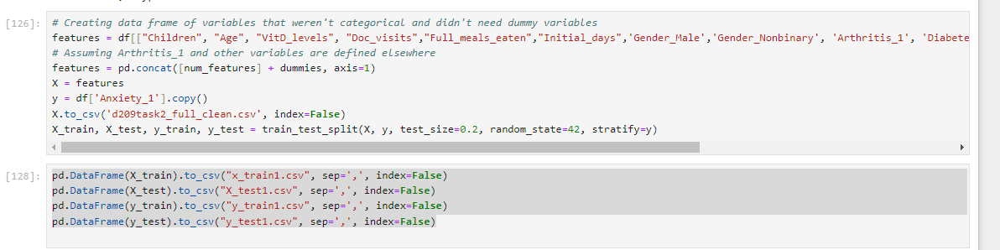 [126]:
# Creating data frame of variables that weren't categorical and didn't need dummy variables
features = df[["Children", "Age", "VitD_levels", "Doc_visits","Full_meals_eaten","Initial_days",'Gender_Male','Gender_Nonbinary', 'Arthritis_1', 'Diabete
# Assuming Arthritis_1 and other variables are defined elsewhere
features = pd.concat([num_features] + dummies, axis=1)
X = features
y = df['Anxiety_1'].copy()
X.to_csv('d209task2_full_clean.csv', index=False)
X_train, X_test, y_train, y_test = train_test_split(X, y, test_size=0.2, random_state=42, stratify=y)
[128]:
pd.DataFrame(X_train).to_csv("x_train1.csv", sep=',', index=False)
pd.DataFrame(X_test).to_csv("X_test1.csv", sep=',', index=False)
pd.DataFrame(y_train).to_csv("y_train1.csv", sep=',', index=False)
pd.DataFrame(y_test).to_csv("y_test1.csv", sep=',', index=False)